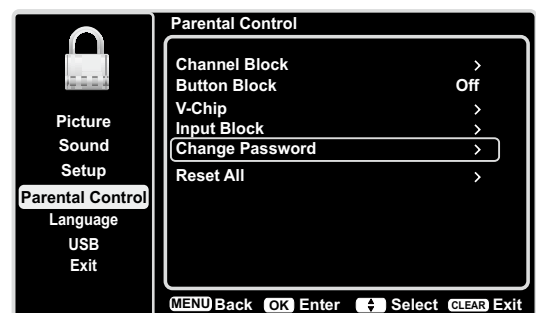 Picture
Sound
Setup
Parental Control
Language
USB
Exit
Parental Control
Channel Block >
Button Block Off
V-Chip >
Input Block >
Change Password >
Reset All >
MENU Back OK Enter Select CLEAR Exit